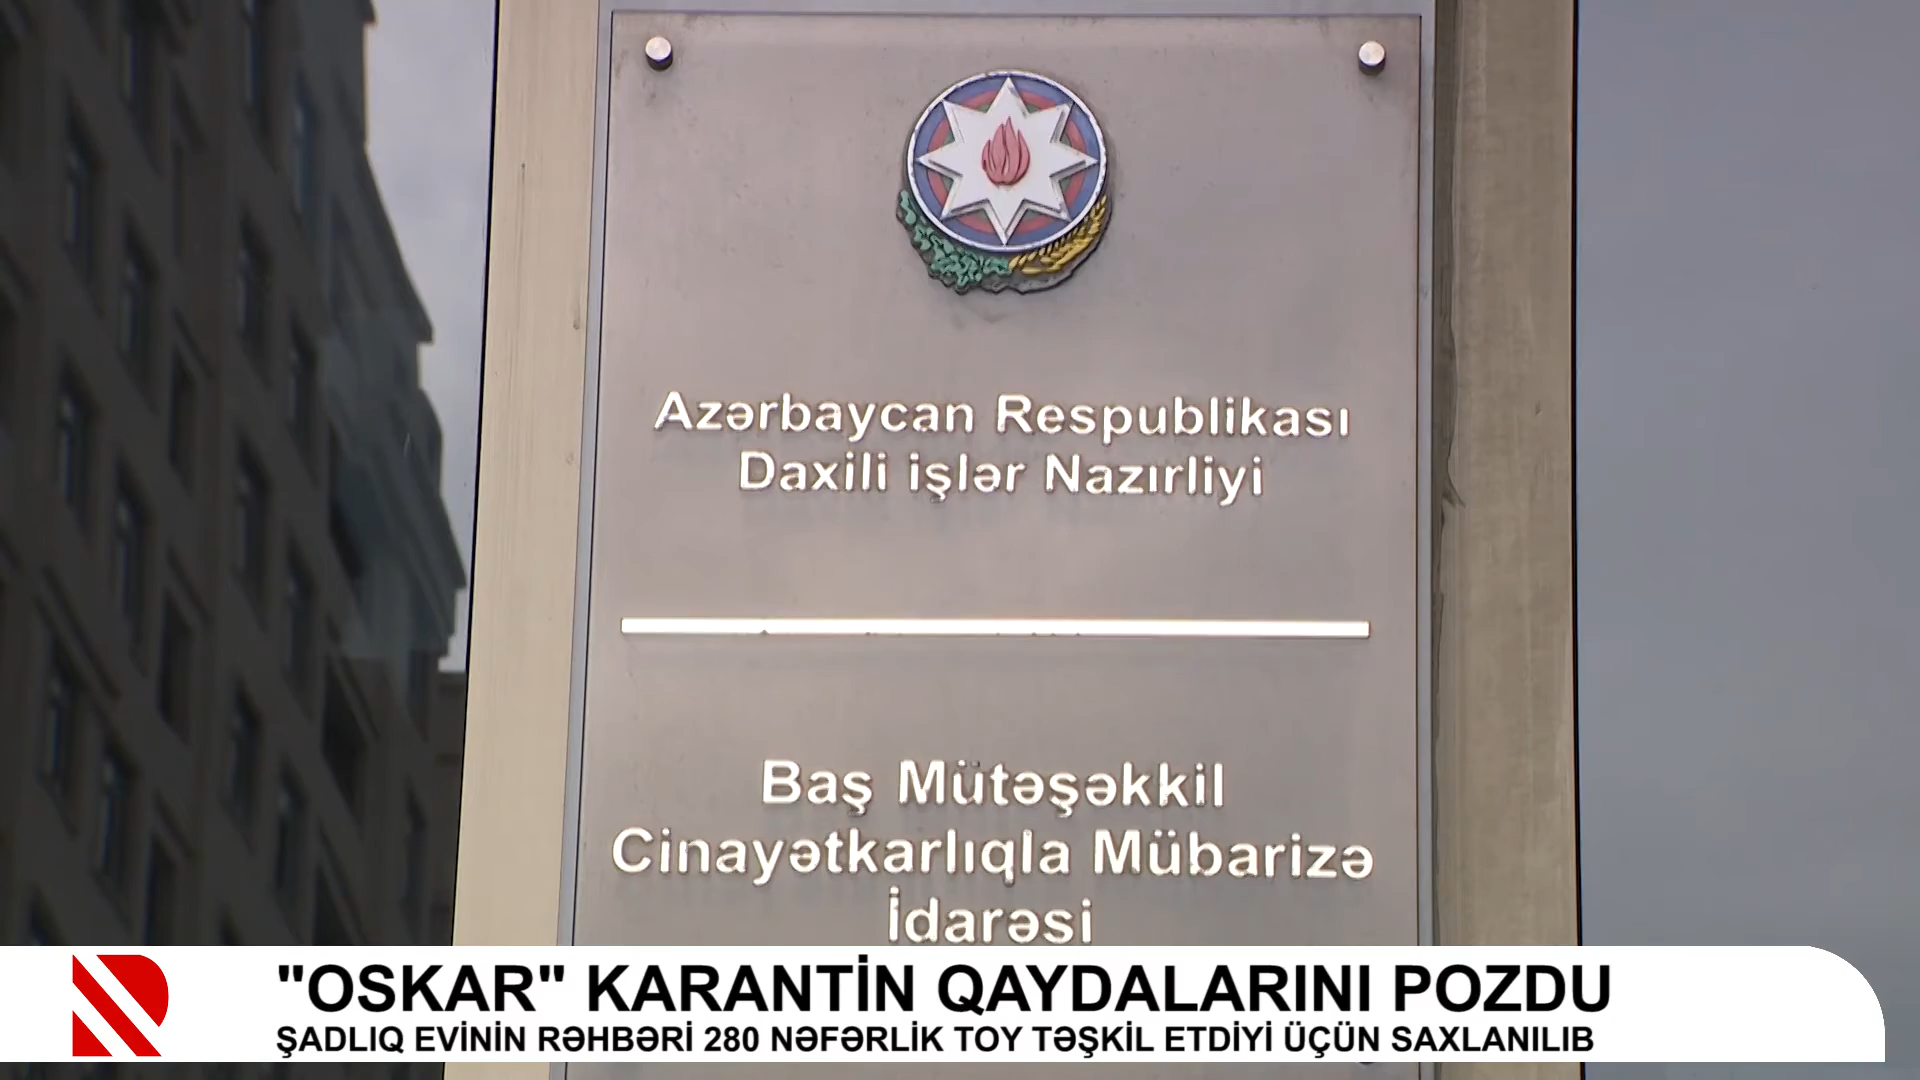 Azərbaycan Respublikası
Daxili işlər Nazırliyi
Baş Mütəşəkkil
Cinayətkarlıqla Mübarizə
İdarəsi
"OSKAR" KARANTİN QAYDALARINI POZDU
ŞADLIQ EVİNİN RƏHBƏRİ 280 NƏFƏRLİK TOY TƏŞKİL ETDİYİ ÜÇÜN SAXLANILIB